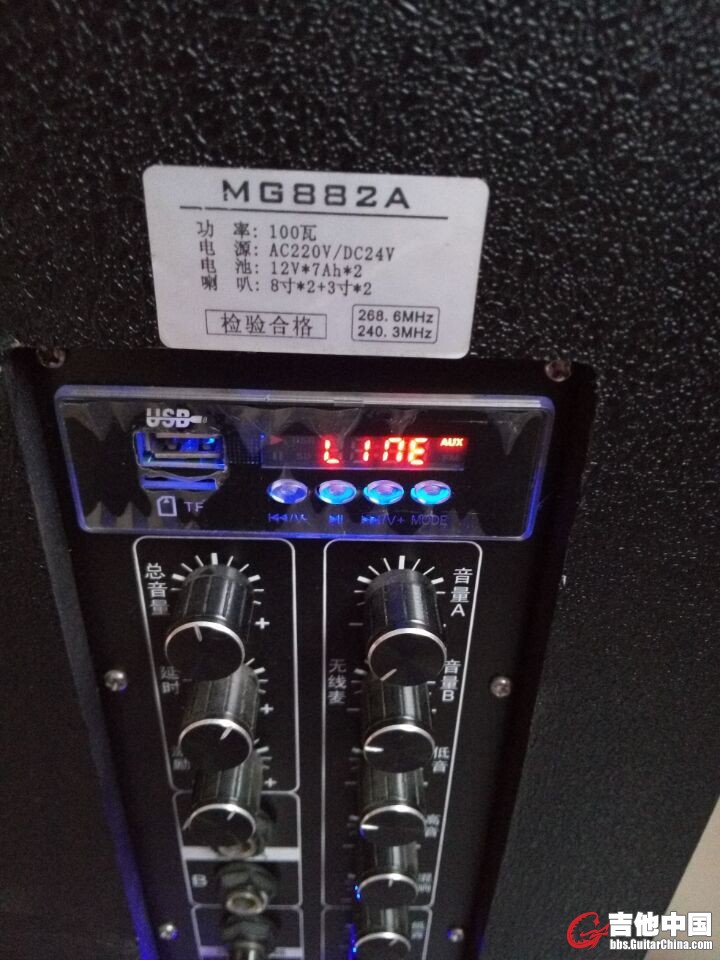 MG882A
功 率: 100瓦
电 源: AC220V/DC24V
电 池: 12V*7Ah*2
喇 叭: 8寸*2+3寸*2
检验合格
268.6MHz
240.3MHz
USB
LINE AUX
TF
V- V+ MODE
总音量
音量A
延时
无线麦
音量B
低音
高音
B
吉他中国
bbs.GuitarChina.com